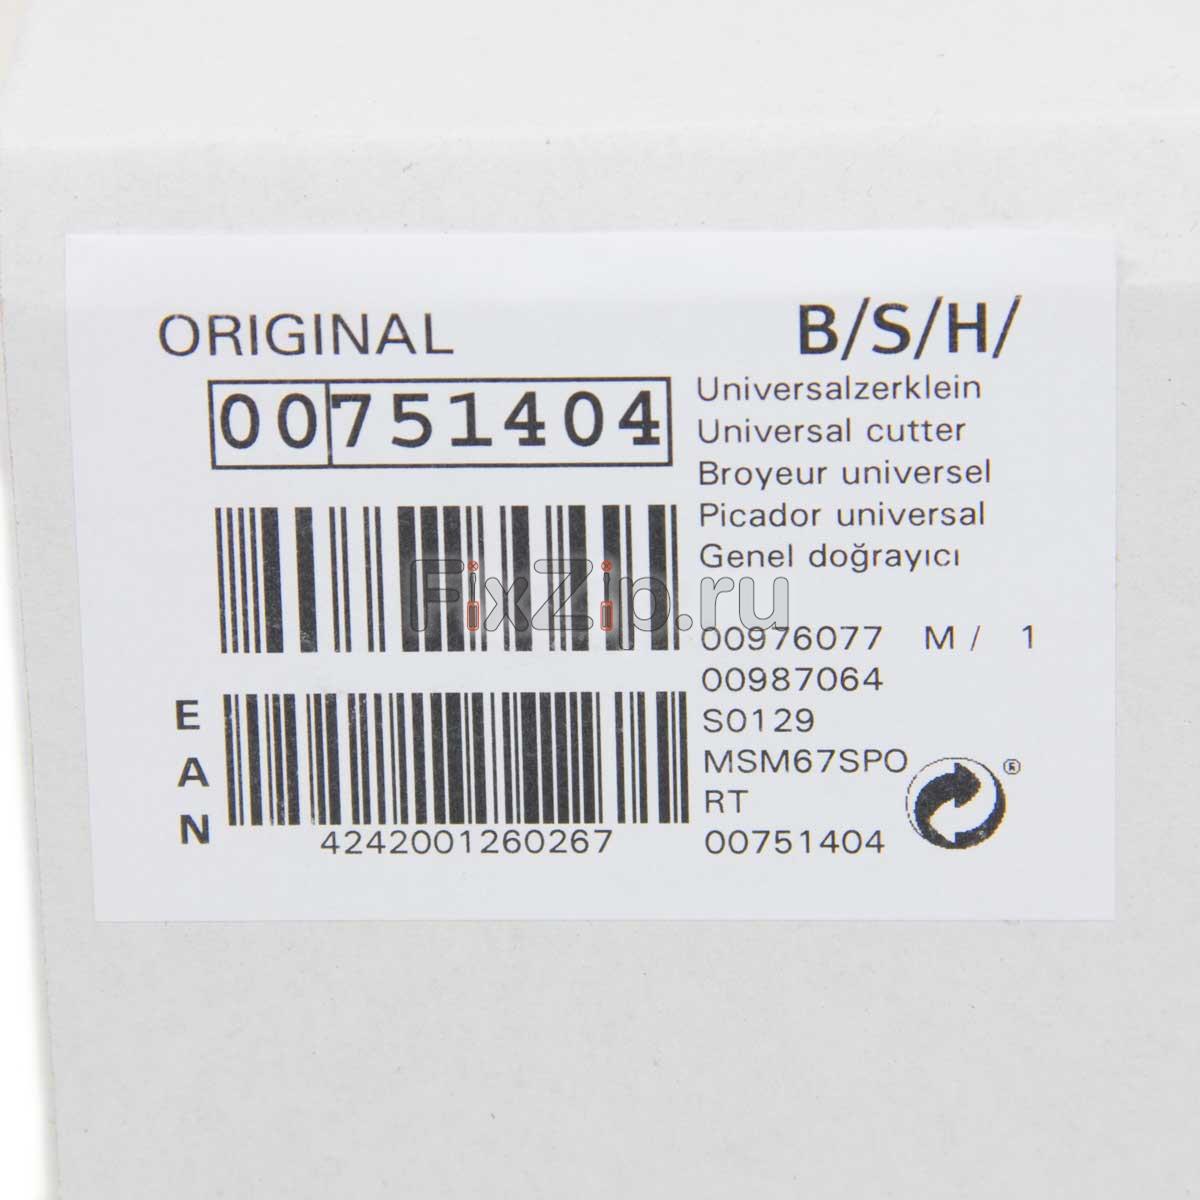 ORIGINAL
B/S/H/
00751404
Universalzerklein
Universal cutter
Broyeur universel
Picador universal
Genel doğrayıcı
FixZip.ru
00976077 M/ 1
00987064
S0129
MSM67SPO
RT
00751404
®
EAN
4242001260267